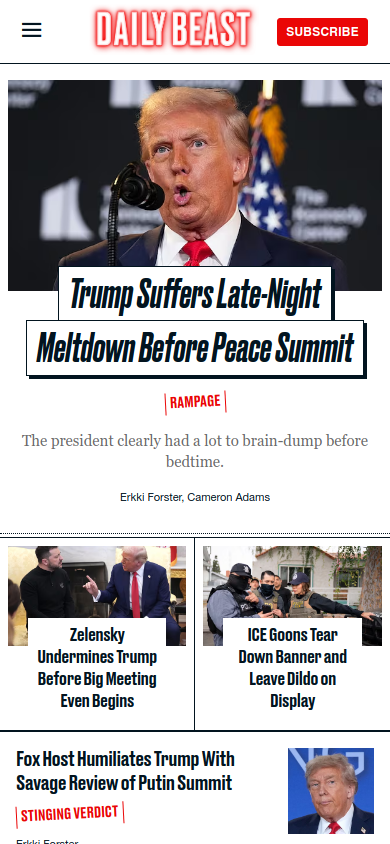 DAILY BEAST
SUBSCRIBE
The
Kennedy
Center
Trump Suffers Late-Night
Meltdown Before Peace Summit
RAMPAGE
The president clearly had a lot to brain-dump before
bedtime.
Erkki Forster, Cameron Adams
Zelensky
Undermines Trump
Before Big Meeting
Even Begins
ICE Goons Tear
Down Banner and
Leave Dildo on
Display
Fox Host Humiliates Trump With
Savage Review of Putin Summit
STINGING VERDICT
Erkki Forster